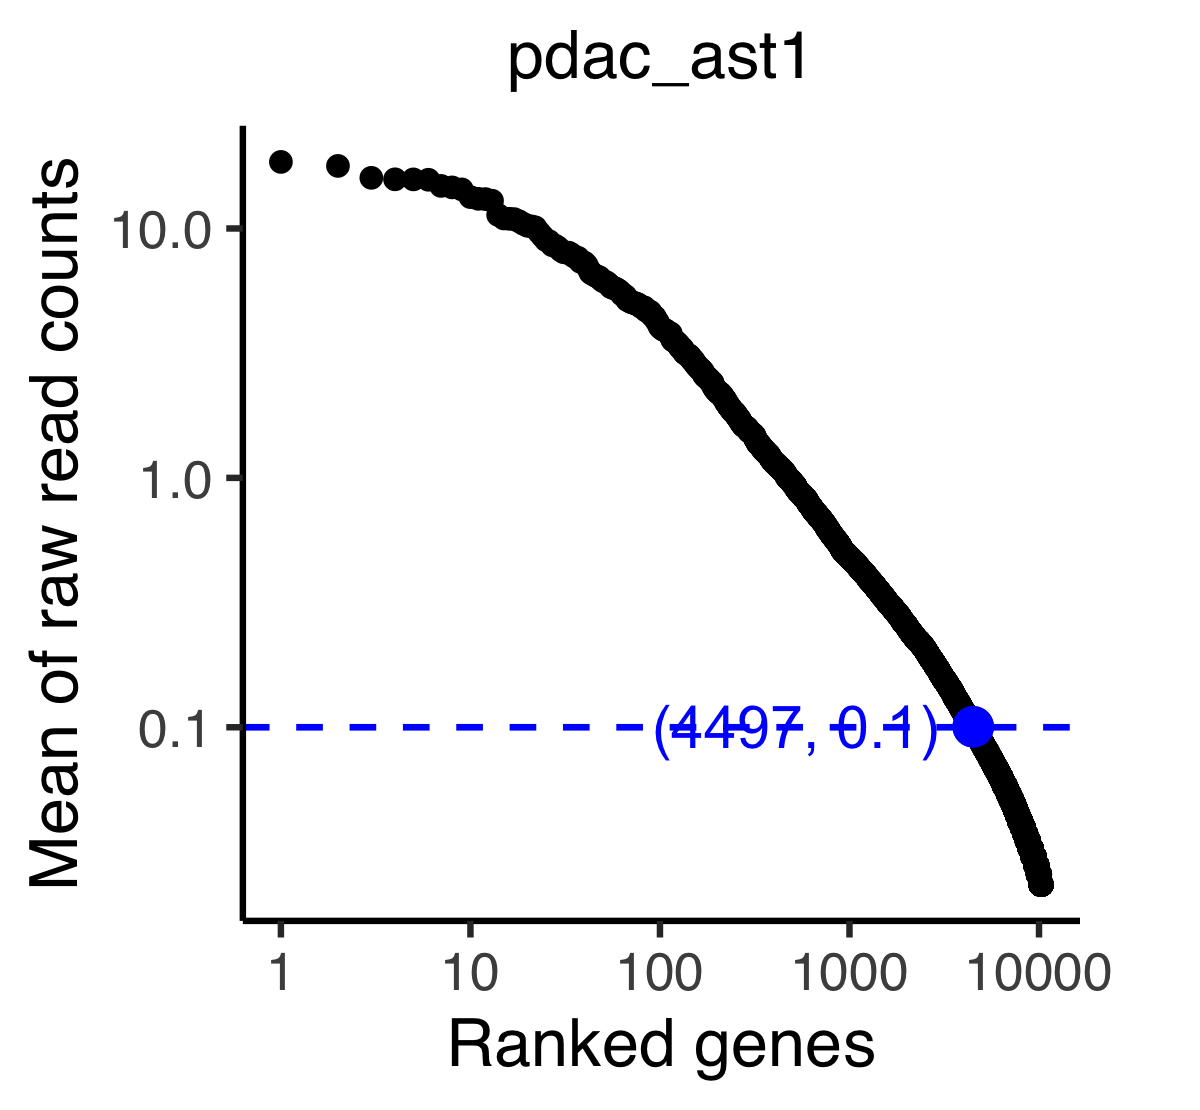 pdac_ast1
Mean of raw read counts
10.0
1.0
0.1
(4497, 0.1)
1 10 100 1000 10000
Ranked genes